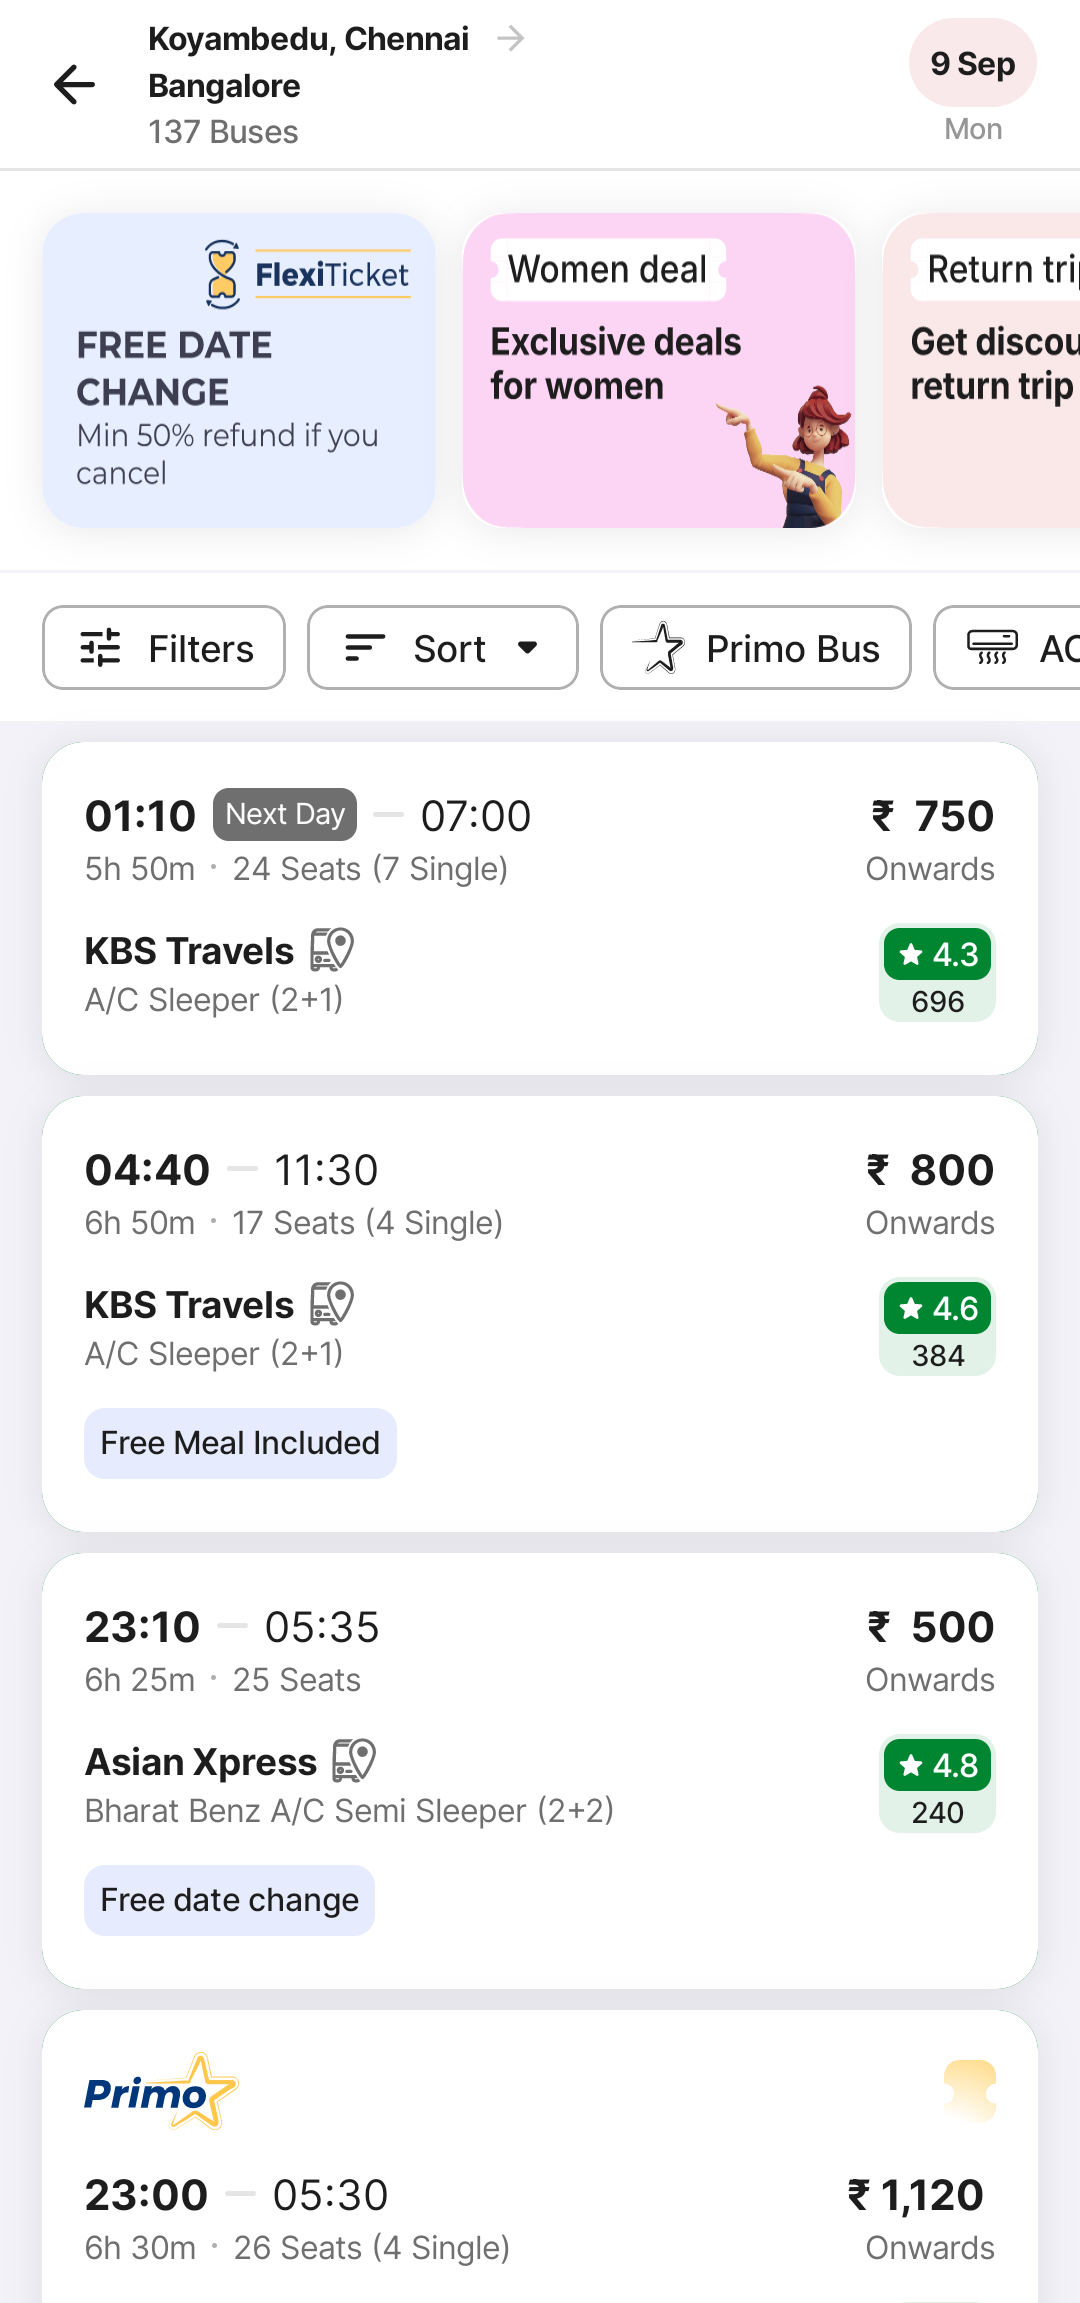 Koyambedu, Chennai →
Bangalore
137 Buses
9 Sep
Mon
FlexiTicket
FREE DATE
CHANGE
Min 50% refund if you
cancel
Women deal
Exclusive deals
for women
Return
Get
return trip
Filters
Sort
Primo Bus
01:10 Next Day — 07:00
₹ 750
5h 50m · 24 Seats (7 Single)
Onwards
KBS Travels
4.3
A/C Sleeper (2+1)
696
04:40 — 11:30
₹ 800
6h 50m · 17 Seats (4 Single)
Onwards
KBS Travels
4.6
A/C Sleeper (2+1)
384
Free Meal Included
23:10 — 05:35
₹ 500
6h 25m · 25 Seats
Onwards
Asian Xpress
4.8
Bharat Benz A/C Semi Sleeper (2+2)
240
Free date change
Primo
23:00 — 05:30
₹ 1,120
6h 30m · 26 Seats (4 Single)
Onwards